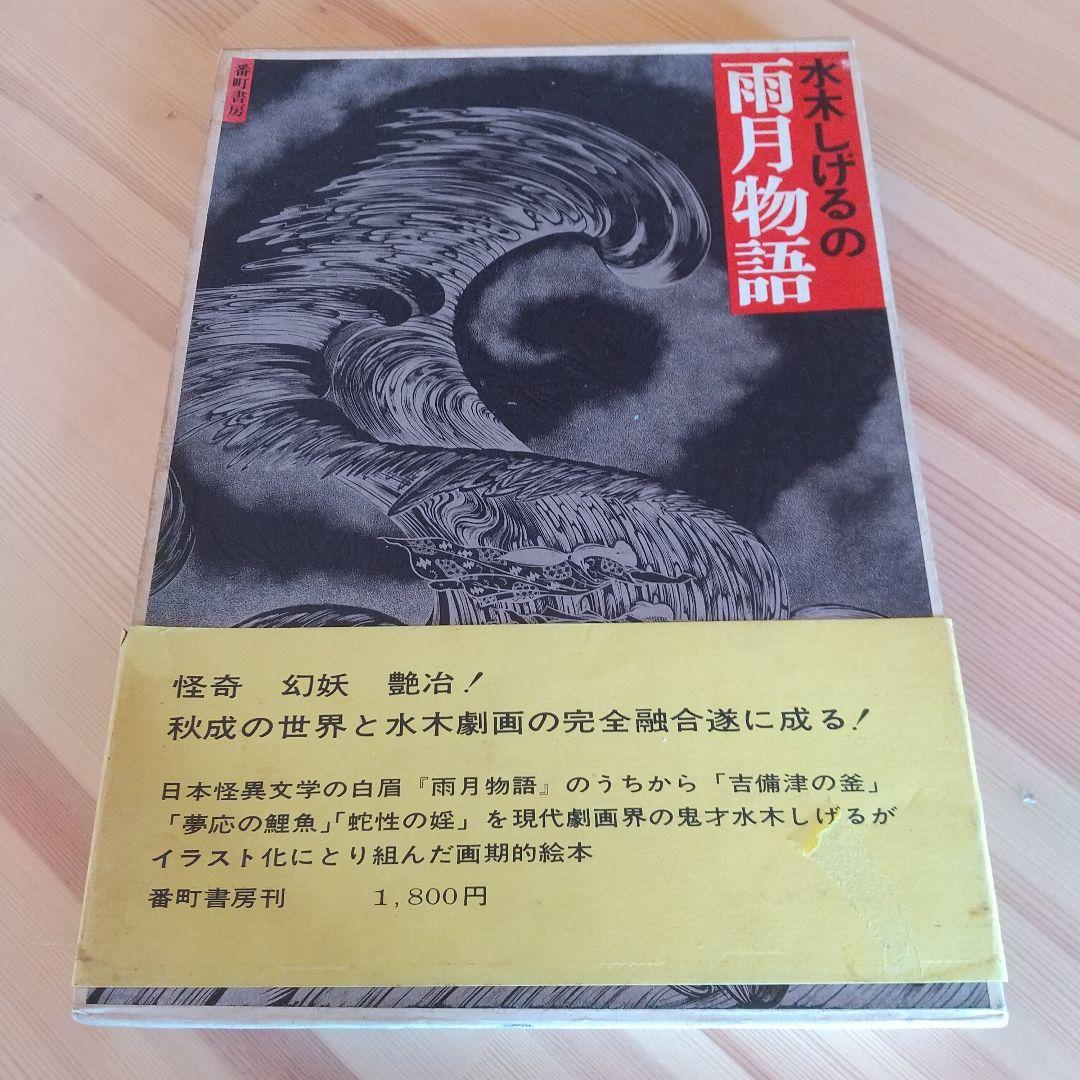 水木しげるの
雨月物語
番町書房
怪奇 幻妖 艶冶!
秋成の世界と水木劇画の完全融合遂に成る!
日本怪異文学の白眉『雨月物語』のうちから「吉備津の釜」
「夢応の鯉魚」「蛇性の婬」を現代劇画界の鬼才水木しげるが
イラスト化にとり組んだ画期的絵本
番町書房刊 1,800円